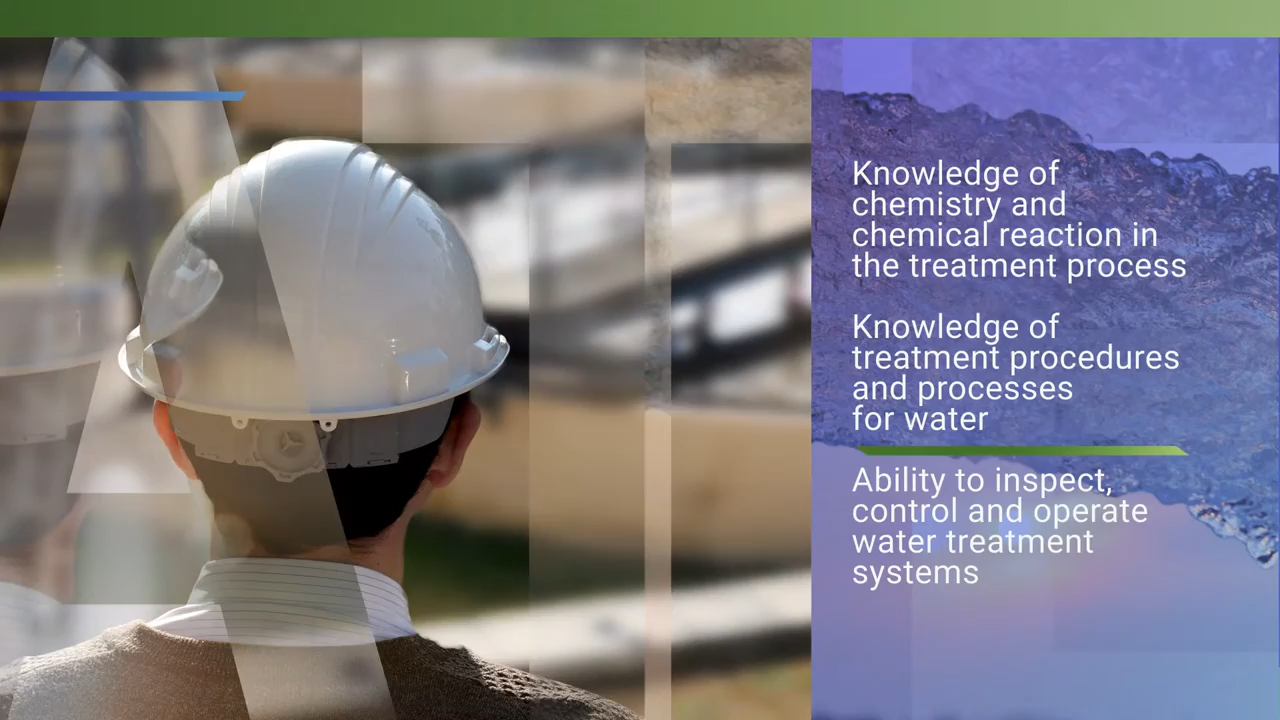 Knowledge of
chemistry and
chemical reaction in
the treatment process
Knowledge of
treatment procedures
and processes
for water
Ability to inspect,
control and operate
water treatment
systems